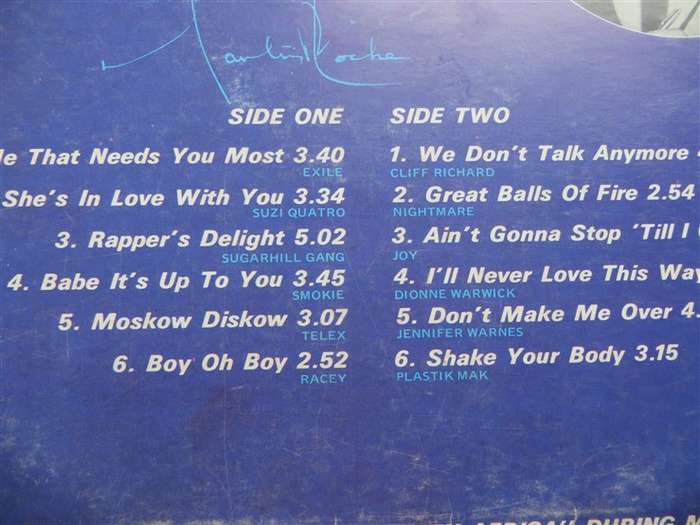 SIDE ONE
That Needs You Most 3.40
EXILE
She's In Love With You 3.34
SUZI QUATRO
3. Rapper's Delight 5.02
SUGARHILL GANG
4. Babe It's Up To You 3.45
SMOKIE
5. Moskow Diskow 3.07
TELEX
6. Boy Oh Boy 2.52
RACEY
SIDE TWO
1. We Don't Talk Anymore
CLIFF RICHARD
2. Great Balls Of Fire 2.54
NIGHTMARE
3. Ain't Gonna Stop 'Till I
JOY
4. I'll Never Love This Way
DIONNE WARWICK
5. Don't Make Me Over 4.
JENNIFER WARNES
6. Shake Your Body 3.15
PLASTIK MAK